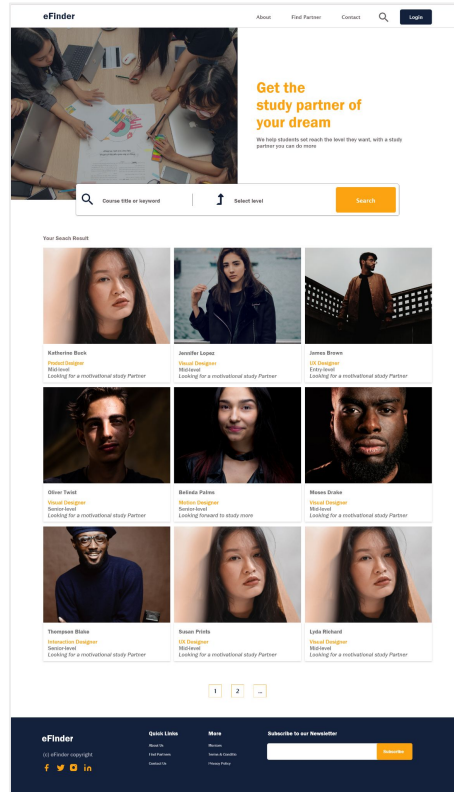 eFinder
About Find Partner Contact Login
Get the
study partner of
your dream
We help students set reach the level they want, with a study
partner you can do more
Course title or keyword Select level Search
Your Seach Result
Katherine Buck
Product Designer
Mid-level
Looking for a motivational study Partner
Jennifer Lopez
Visual Designer
Mid-level
Looking for a motivational study Partner
James Brown
UX Designer
Entry-level
Looking for a motivational study Partner
Oliver Twist
Visual Designer
Senior-level
Looking for a motivational study Partner
Belinda Palms
Motion Designer
Senior-level
Looking forward to study more
Moses Drake
Visual Designer
Mid-level
Looking for a motivational study Partner
Thompson Blake
Interaction Designer
Senior-level
Looking for a motivational study Partner
Susan Prints
UX Designer
Mid-level
Looking for a motivational study Partner
Lyda Richard
Visual Designer
Mid-level
Looking for a motivational study Partner
1 2 ...
eFinder
(c) eFinder copyright
Quick Links
About Us
Find Partners
Contact Us
More
Terms & Conditio
Privacy Policy
Subscribe to our Newsletter
Subscribe